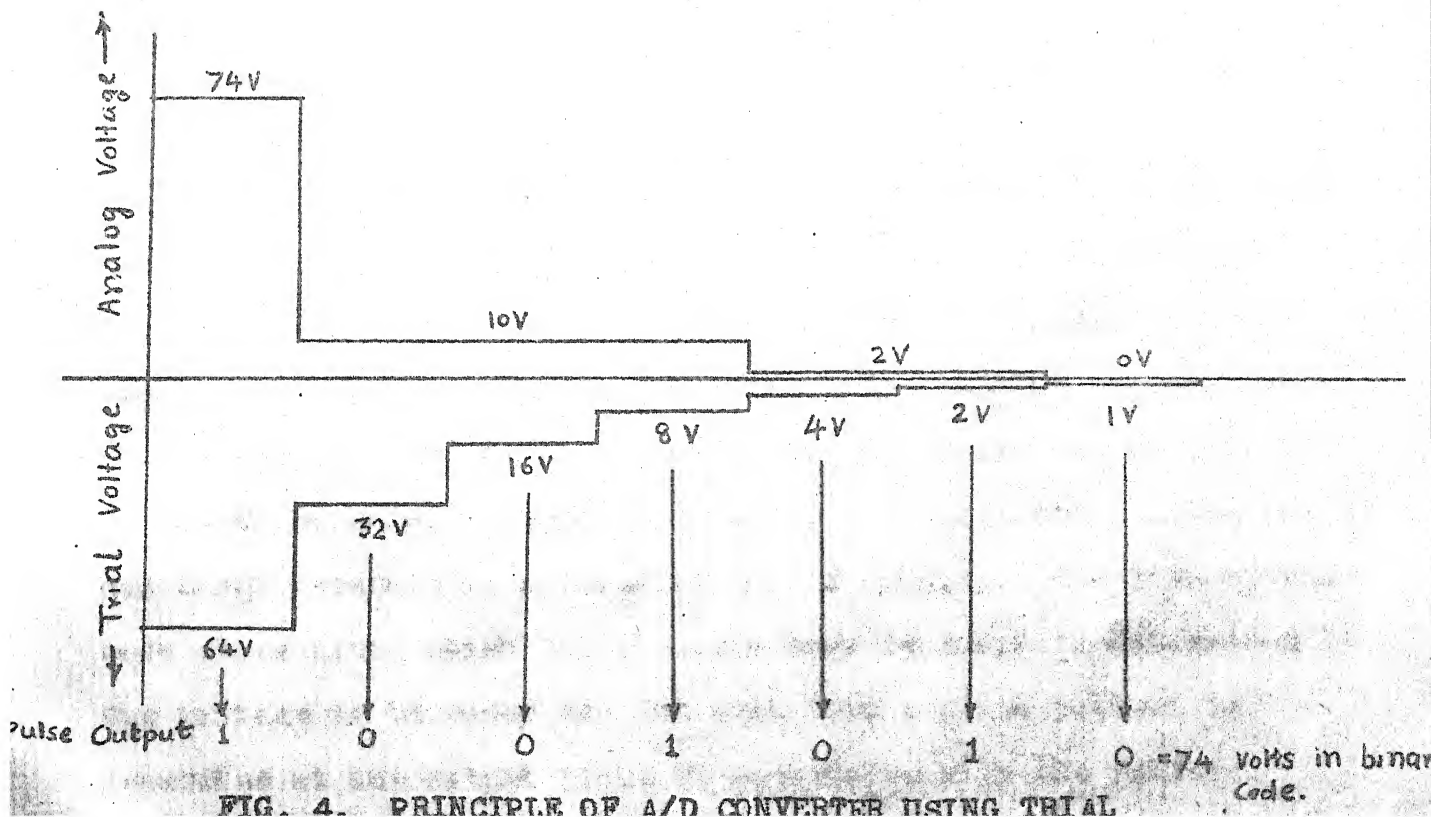 Analog Voltage →
74V
10V
2V
0V
← Trial Voltage
64V
32V
16V
8V
4V
2V
1V
Pulse Output 1 0 0 1 0 1 0 =74 volts in binar
Code.
FIG. 4. PRINCIPLE OF A/D CONVERTER USING TRIAL